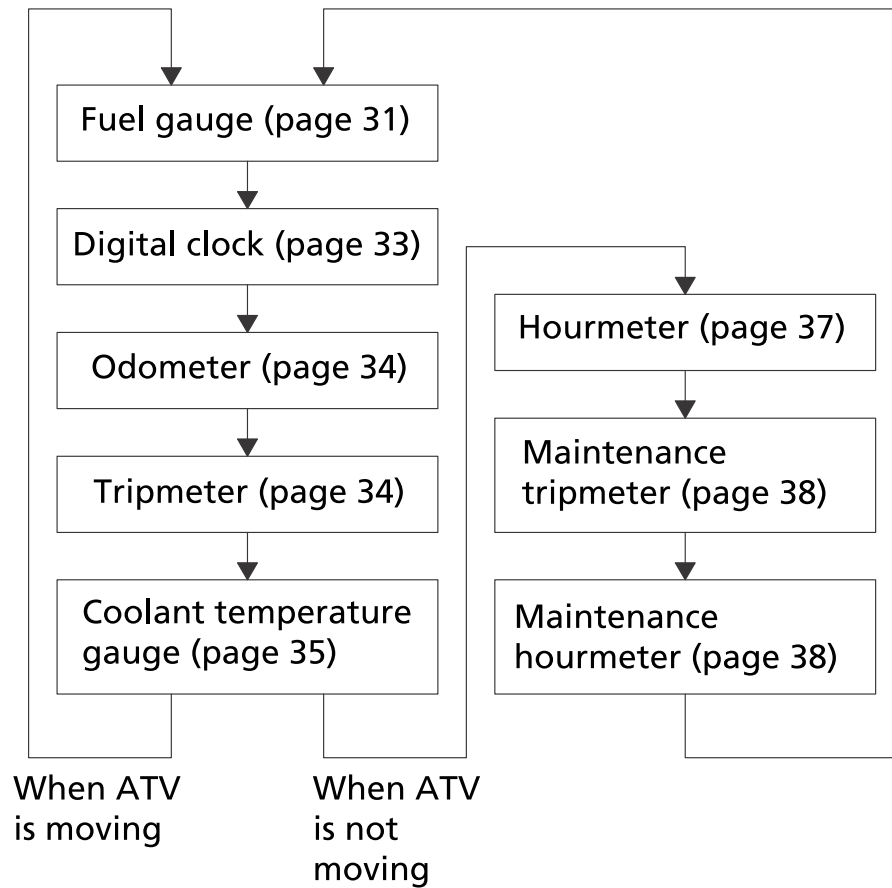 Fuel gauge (page 31)
Digital clock (page 33)
Odometer (page 34)
Tripmeter (page 34)
Coolant temperature
gauge (page 35)
When ATV
is moving
When ATV
is not
moving
Hourmeter (page 37)
Maintenance
tripmeter (page 38)
Maintenance
hourmeter (page 38)